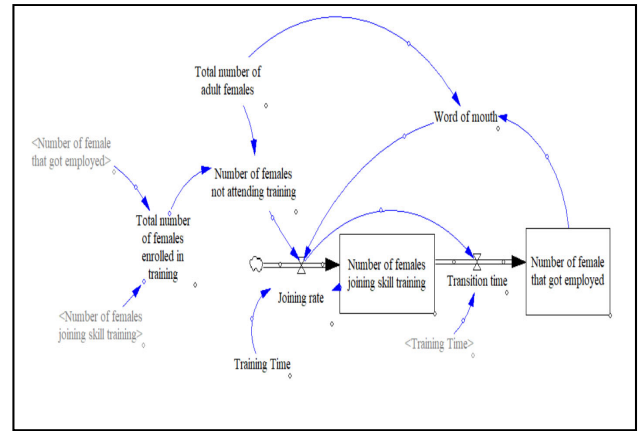 Total number of
adult females
Word of mouth
<Number of female
that got employed>
Number of females
not attending training
Total number
of females
enrolled in
training
Number of females
joining skill training
Number of female
that got employed
Transition time
Joining rate
<Number of females
joining skill training>
<Training Time>
Training Time